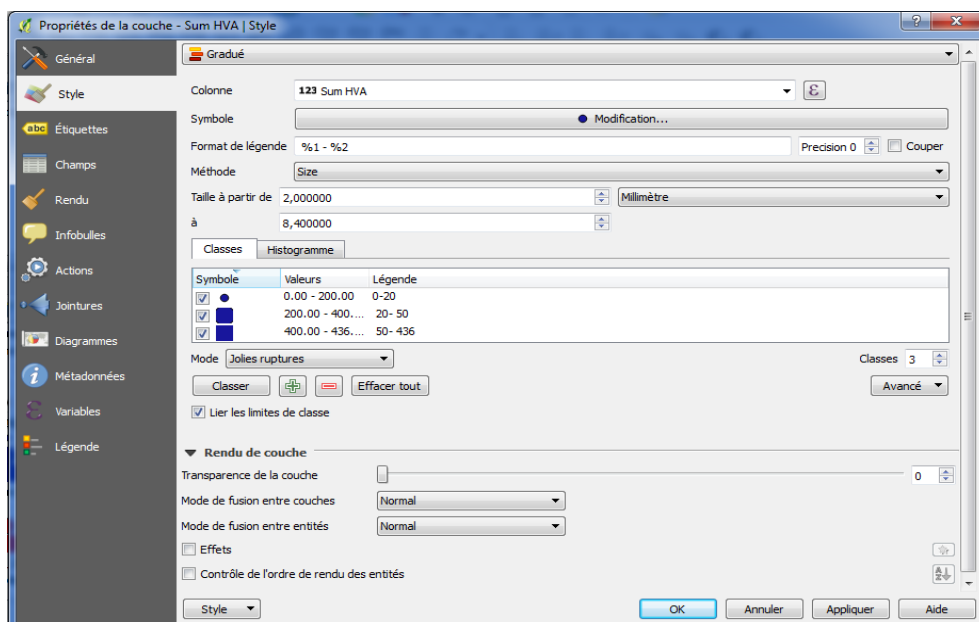 Propriétés de la couche - Sum HVA | Style
Général
Style
abc Étiquettes
Champs
Rendu
Infobulles
Actions
Jointures
Diagrammes
Métadonnées
Variables
Légende
Gradué
Colonne 123 Sum HVA ε
Symbole Modification...
Format de légende %1 - %2 Precision 0 Couper
Méthode Size
Taille à partir de 2,000000 Millimètre
à 8,400000
Classes Histogramme
Symbole Valeurs Légende
0.00 - 200.00 0-20
200.00 - 400.... 20- 50
400.00 - 436.... 50- 436
Mode Jolies ruptures Classes 3
Classer Effacer tout Avancé
Lier les limites de classe
Rendu de couche
Transparence de la couche 0
Mode de fusion entre couches Normal
Mode de fusion entre entités Normal
Effets
Contrôle de l'ordre de rendu des entités
Style OK Annuler Appliquer Aide